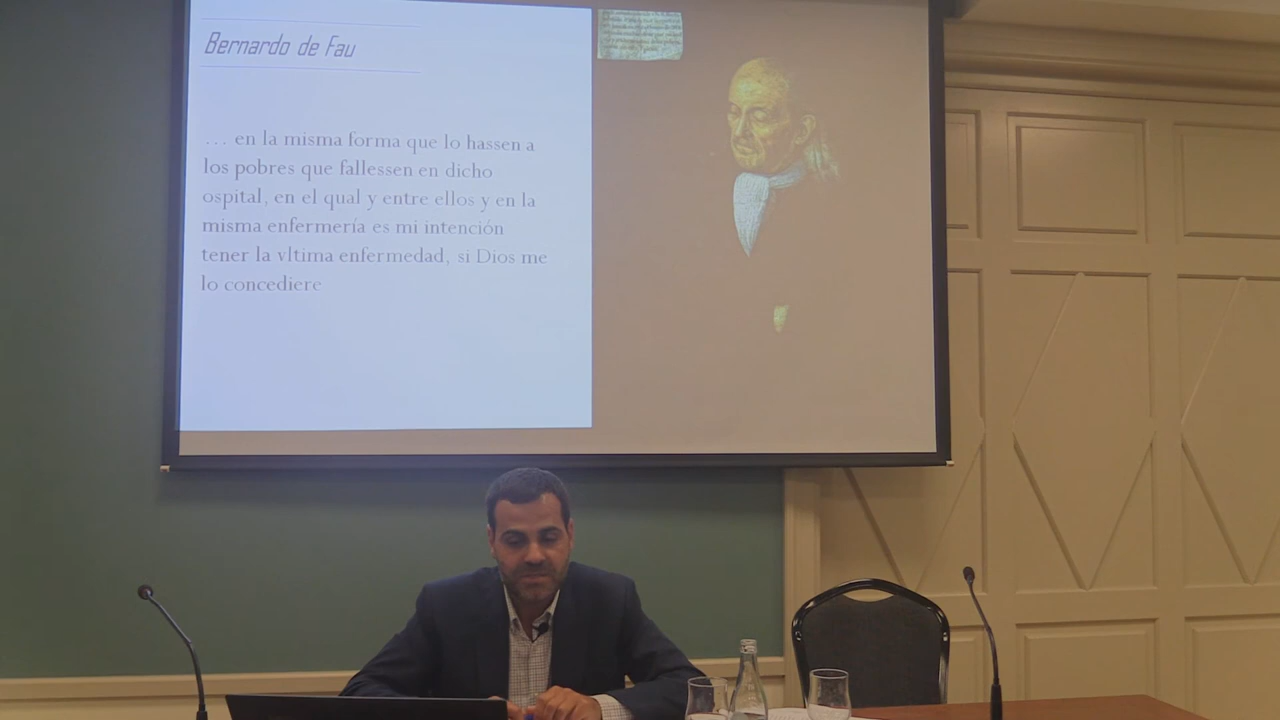 Bernardo de Fau
... en la misma forma que lo hassen a
los pobres que fallessen en dicho
ospital, en el qual y entre ellos y en la
misma enfermería es mi intención
tener la vltima enfermedad, si Dios me
lo concediere